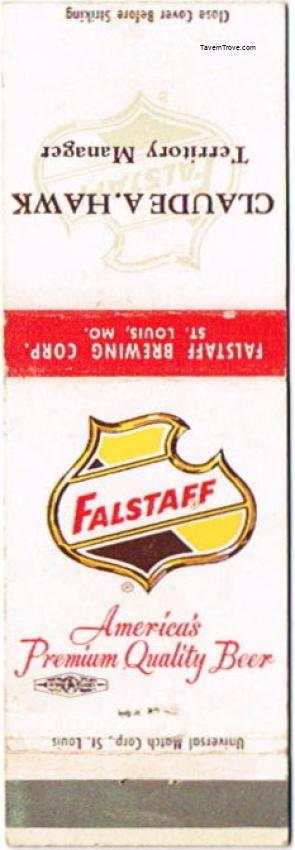 Close Cover Before Striking
TavernTrove.com
FALSTAFF
Territory Manager
CLAUDE A. HAWK
ST. LOUIS, MO.
FALSTAFF BREWING CORP.
FALSTAFF
®
America's
Premium Quality Beer
Universal Match Corp., St. Louis